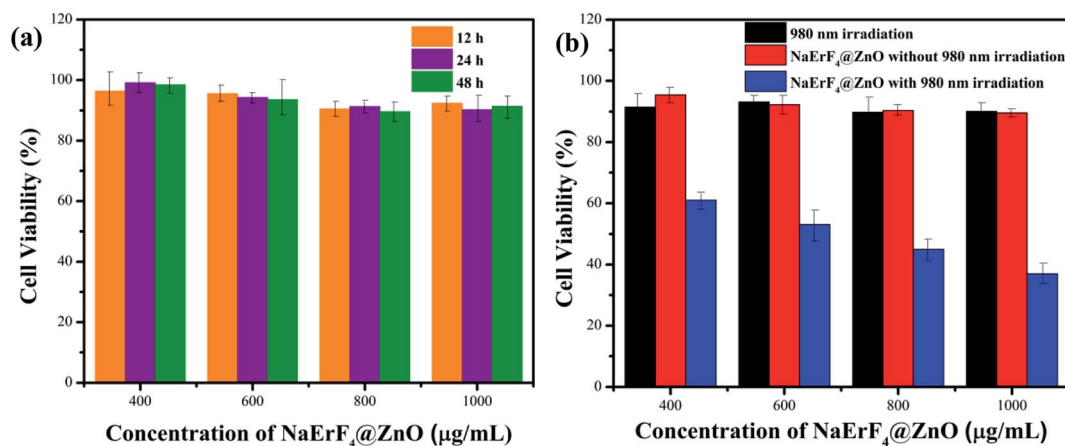 (a)
120
100
80
60
40
20
0
Cell Viability (%)
12 h
24 h
48 h
400 600 800 1000
Concentration of NaErF₄@ZnO (μg/mL)
(b)
120
100
80
60
40
20
0
Cell Viability (%)
980 nm irradiation
NaErF₄@ZnO without 980 nm irradiation
NaErF₄@ZnO with 980 nm irradiation
400 600 800 1000
Concentration of NaErF₄@ZnO (μg/mL)